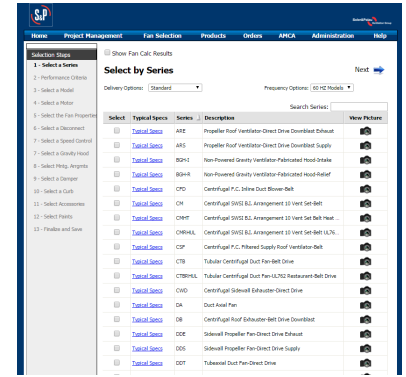 S&P
Home Project Management Fan Selection Products Orders AMCA Administration Help
Selection Steps
1 - Select a Series
2 - Performance Criteria
3 - Select a Model
4 - Select a Motor
5 - Select the Fan Properties
6 - Select a Disconnect
7 - Select a Speed Control
7 - Select a Gravity Hood
8 - Select Mntg. Arrgmts
9 - Select a Damper
10 - Select a Curb
11 - Select Accessories
12 - Select Paints
13 - Finalize and Save
Show Fan Calc Results
Select by Series
Next
Delivery Options: Standard Frequency Options: 60 HZ Models
Search Series:
Select Typical Specs Series Description View Picture
Typical Specs ARE Propeller Roof Ventilator-Direct Drive Downblast Exhaust
Typical Specs ARS Propeller Roof Ventilator-Direct Drive Downblast Supply
Typical Specs BGH-I Non-Powered Gravity Ventilator-Fabricated Hood-Intake
Typical Specs BGH-R Non-Powered Gravity Ventilator-Fabricated Hood-Relief
Typical Specs CFD Centrifugal F.C. Inline Duct Blower-Belt
Typical Specs CM Centrifugal SWSI B.I. Arrangement 10 Vent Set-Belt
Typical Specs CMHT Centrifugal SWSI B.I. Arrangement 10 Vent Set Belt Heat ...
Typical Specs CMRHUL Centrifugal SWSI B.I. Arrangement 10 Vent Set-Belt UL76...
Typical Specs CSF Centrifugal F.C. Filtered Supply Roof Ventilator-Belt
Typical Specs CTB Tubular Centrifugal Duct Fan-Belt Drive
Typical Specs CTBRHUL Tubular Centrifugal Duct Fan-UL762 Restaurent-Belt Drive
Typical Specs CWD Centrifugal Sidewall Exhauster-Direct Drive
Typical Specs DA Duct Axial Fan
Typical Specs DB Centrifugal Roof Exhauster-Belt Drive Downblast
Typical Specs DDE Sidewall Propeller Fan-Direct Drive Exhaust
Typical Specs DDS Sidewall Propeller Fan-Direct Drive Supply
Typical Specs DDT Tubeaxial Duct Fan-Direct Drive